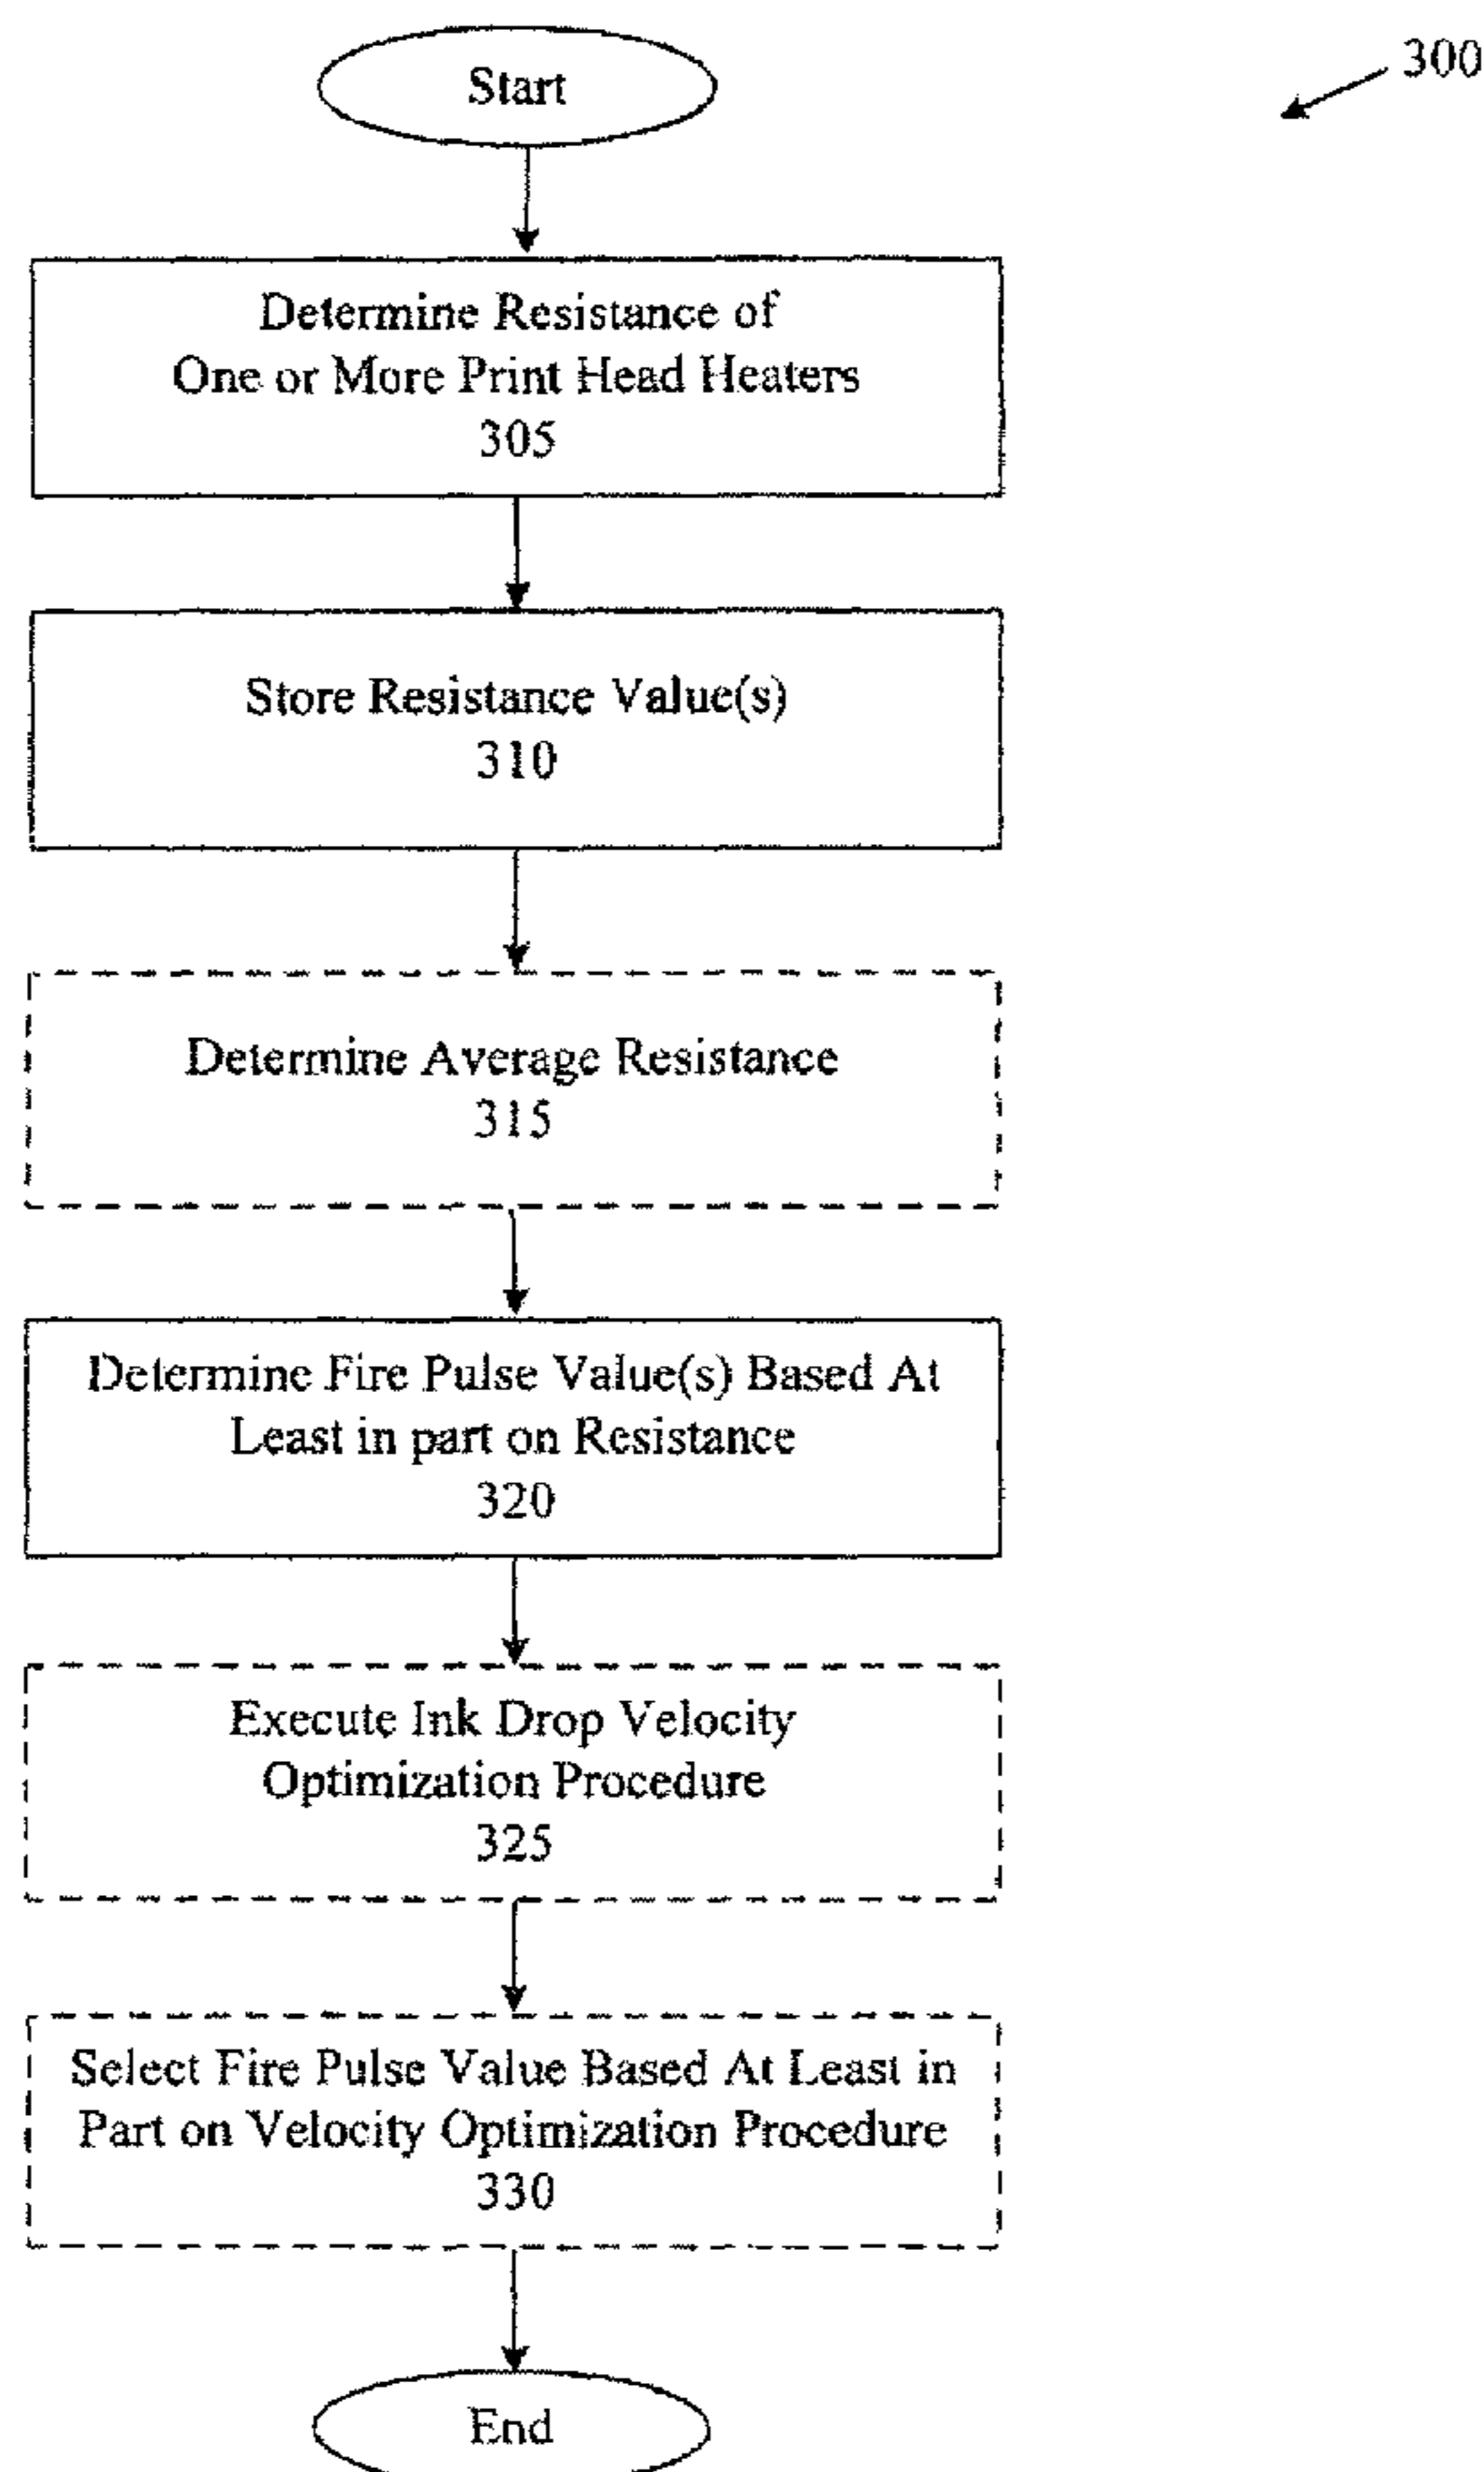 Start
300
Determine Resistance of
One or More Print Head Heaters
305
Store Resistance Value(s)
310
Determine Average Resistance
315
Determine Fire Pulse Value(s) Based At
Least in part on Resistance
320
Execute Ink Drop Velocity
Optimization Procedure
325
Select Fire Pulse Value Based At Least in
Part on Velocity Optimization Procedure
330
End